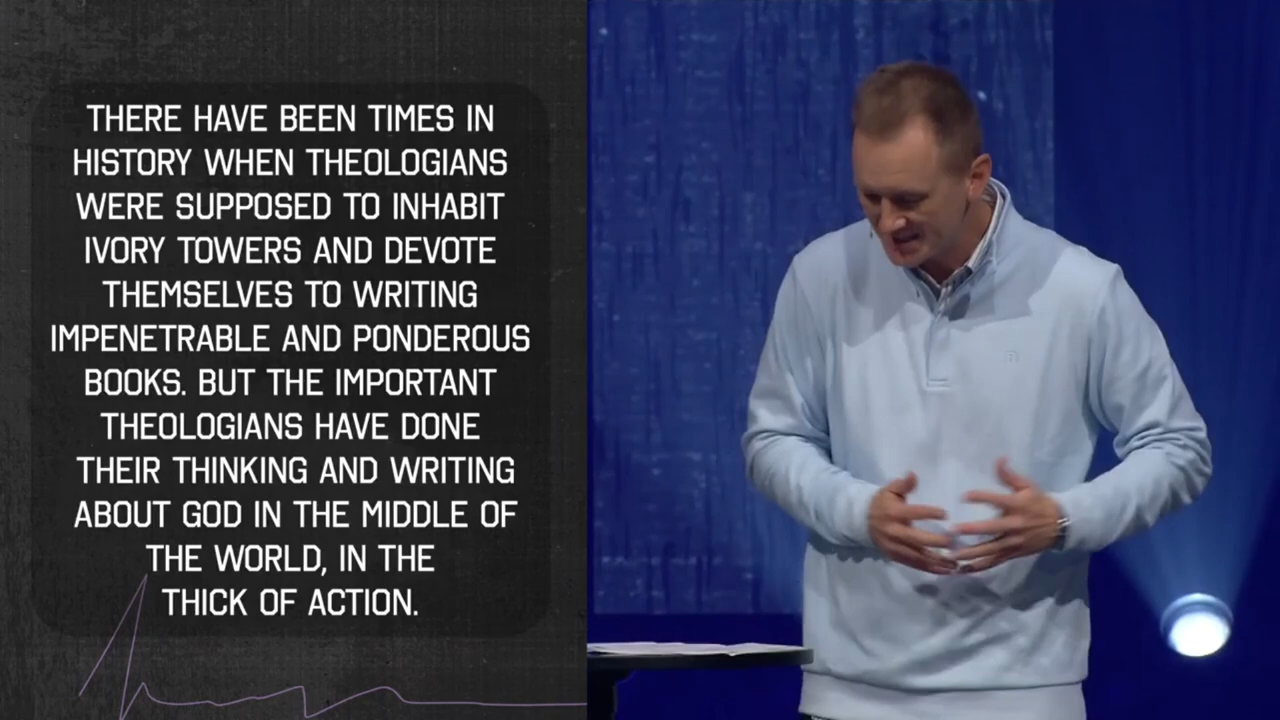 THERE HAVE BEEN TIMES IN
HISTORY WHEN THEOLOGIANS
WERE SUPPOSED TO INHABIT
IVORY TOWERS AND DEVOTE
THEMSELVES TO WRITING
IMPENETRABLE AND PONDEROUS
BOOKS. BUT THE IMPORTANT
THEOLOGIANS HAVE DONE
THEIR THINKING AND WRITING
ABOUT GOD IN THE MIDDLE OF
THE WORLD, IN THE
THICK OF ACTION.